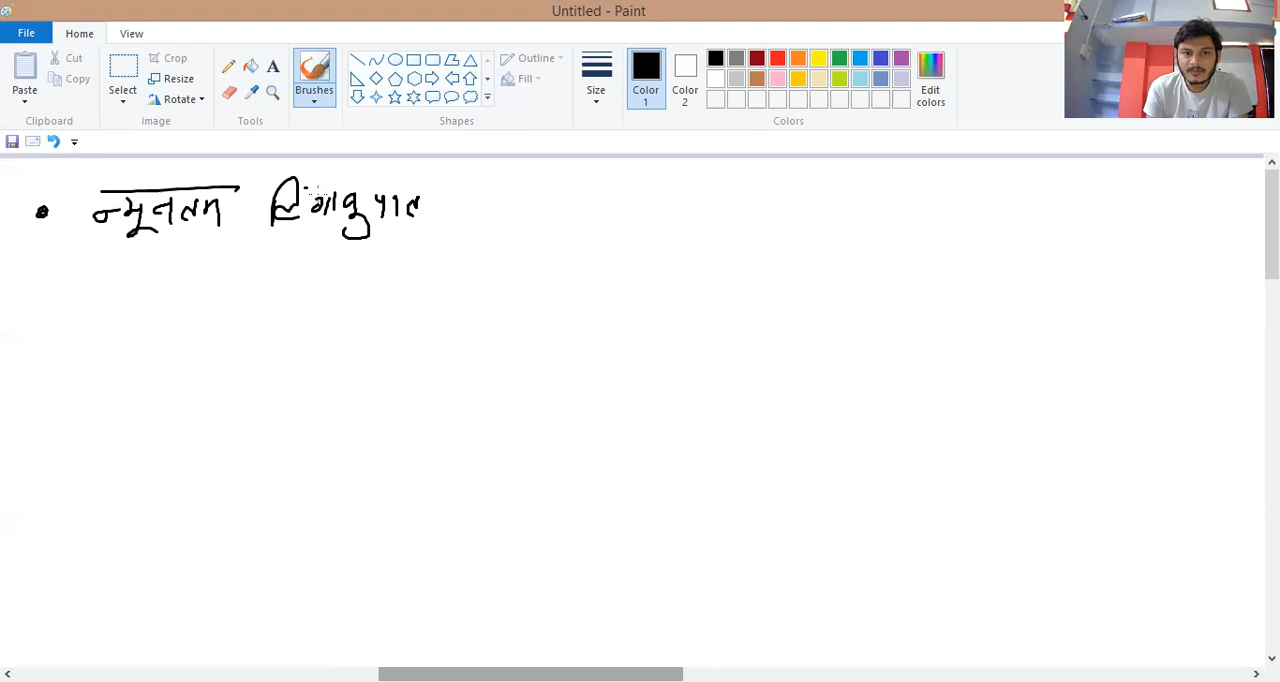 Untitled - Paint
File Home View
Paste Cut Copy Clipboard
Select Crop Resize Rotate Image
Tools
Brushes
Shapes Outline Fill
Size
Color 1 Color 2 Edit colors Colors
• न्यूनतम लिंगानुपात